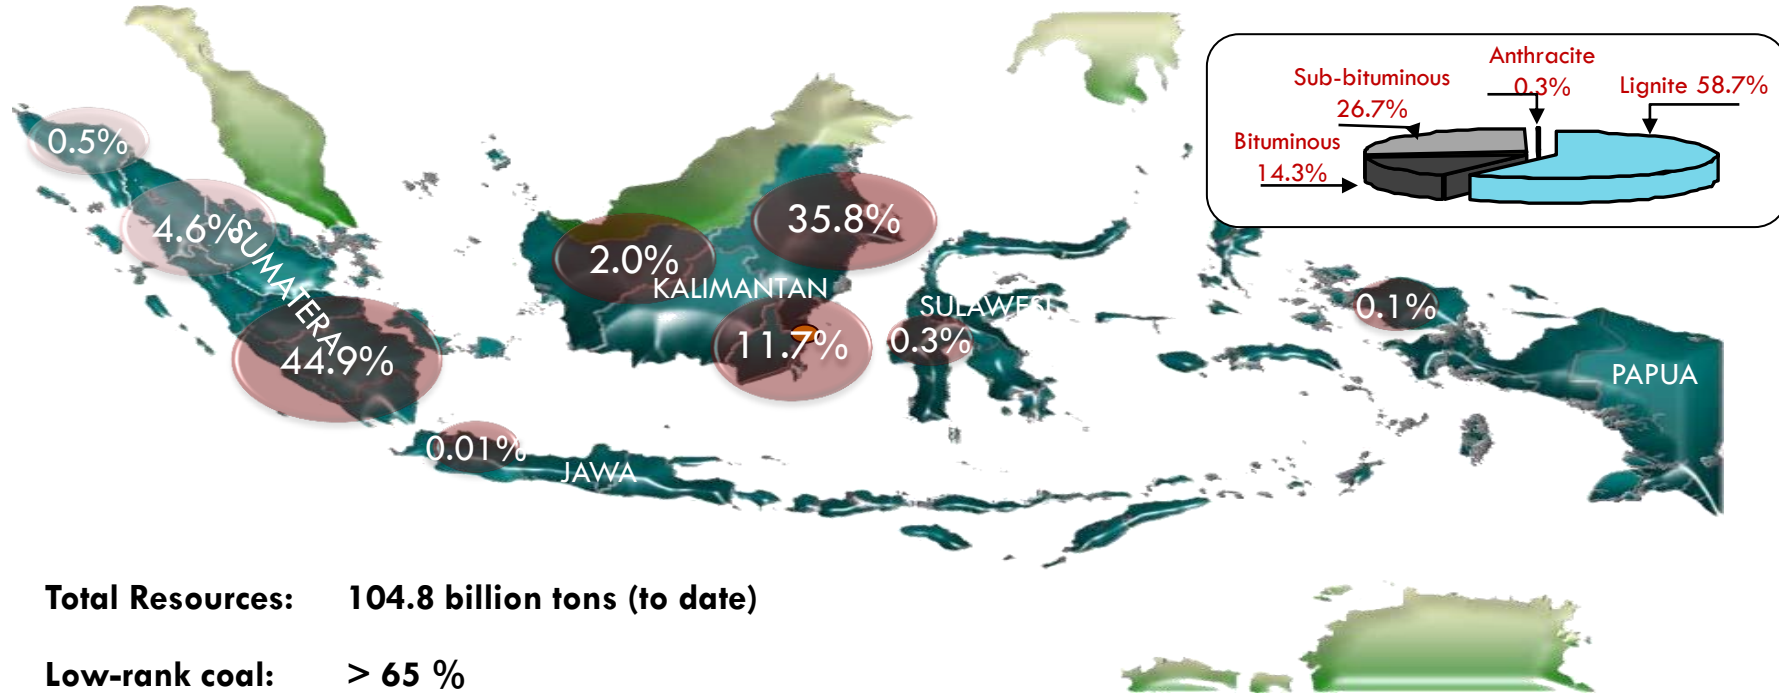 Anthracite
0.3%
Sub-bituminous
26.7%
Lignite 58.7%
Bituminous
14.3%
0.5%
4.6%
SUMATERA
44.9%
2.0%
35.8%
KALIMANTAN
11.7%
SULAWESI
0.3%
0.1%
PAPUA
0.01%
JAWA
Total Resources: 104.8 billion tons (to date)
Low-rank coal: > 65 %